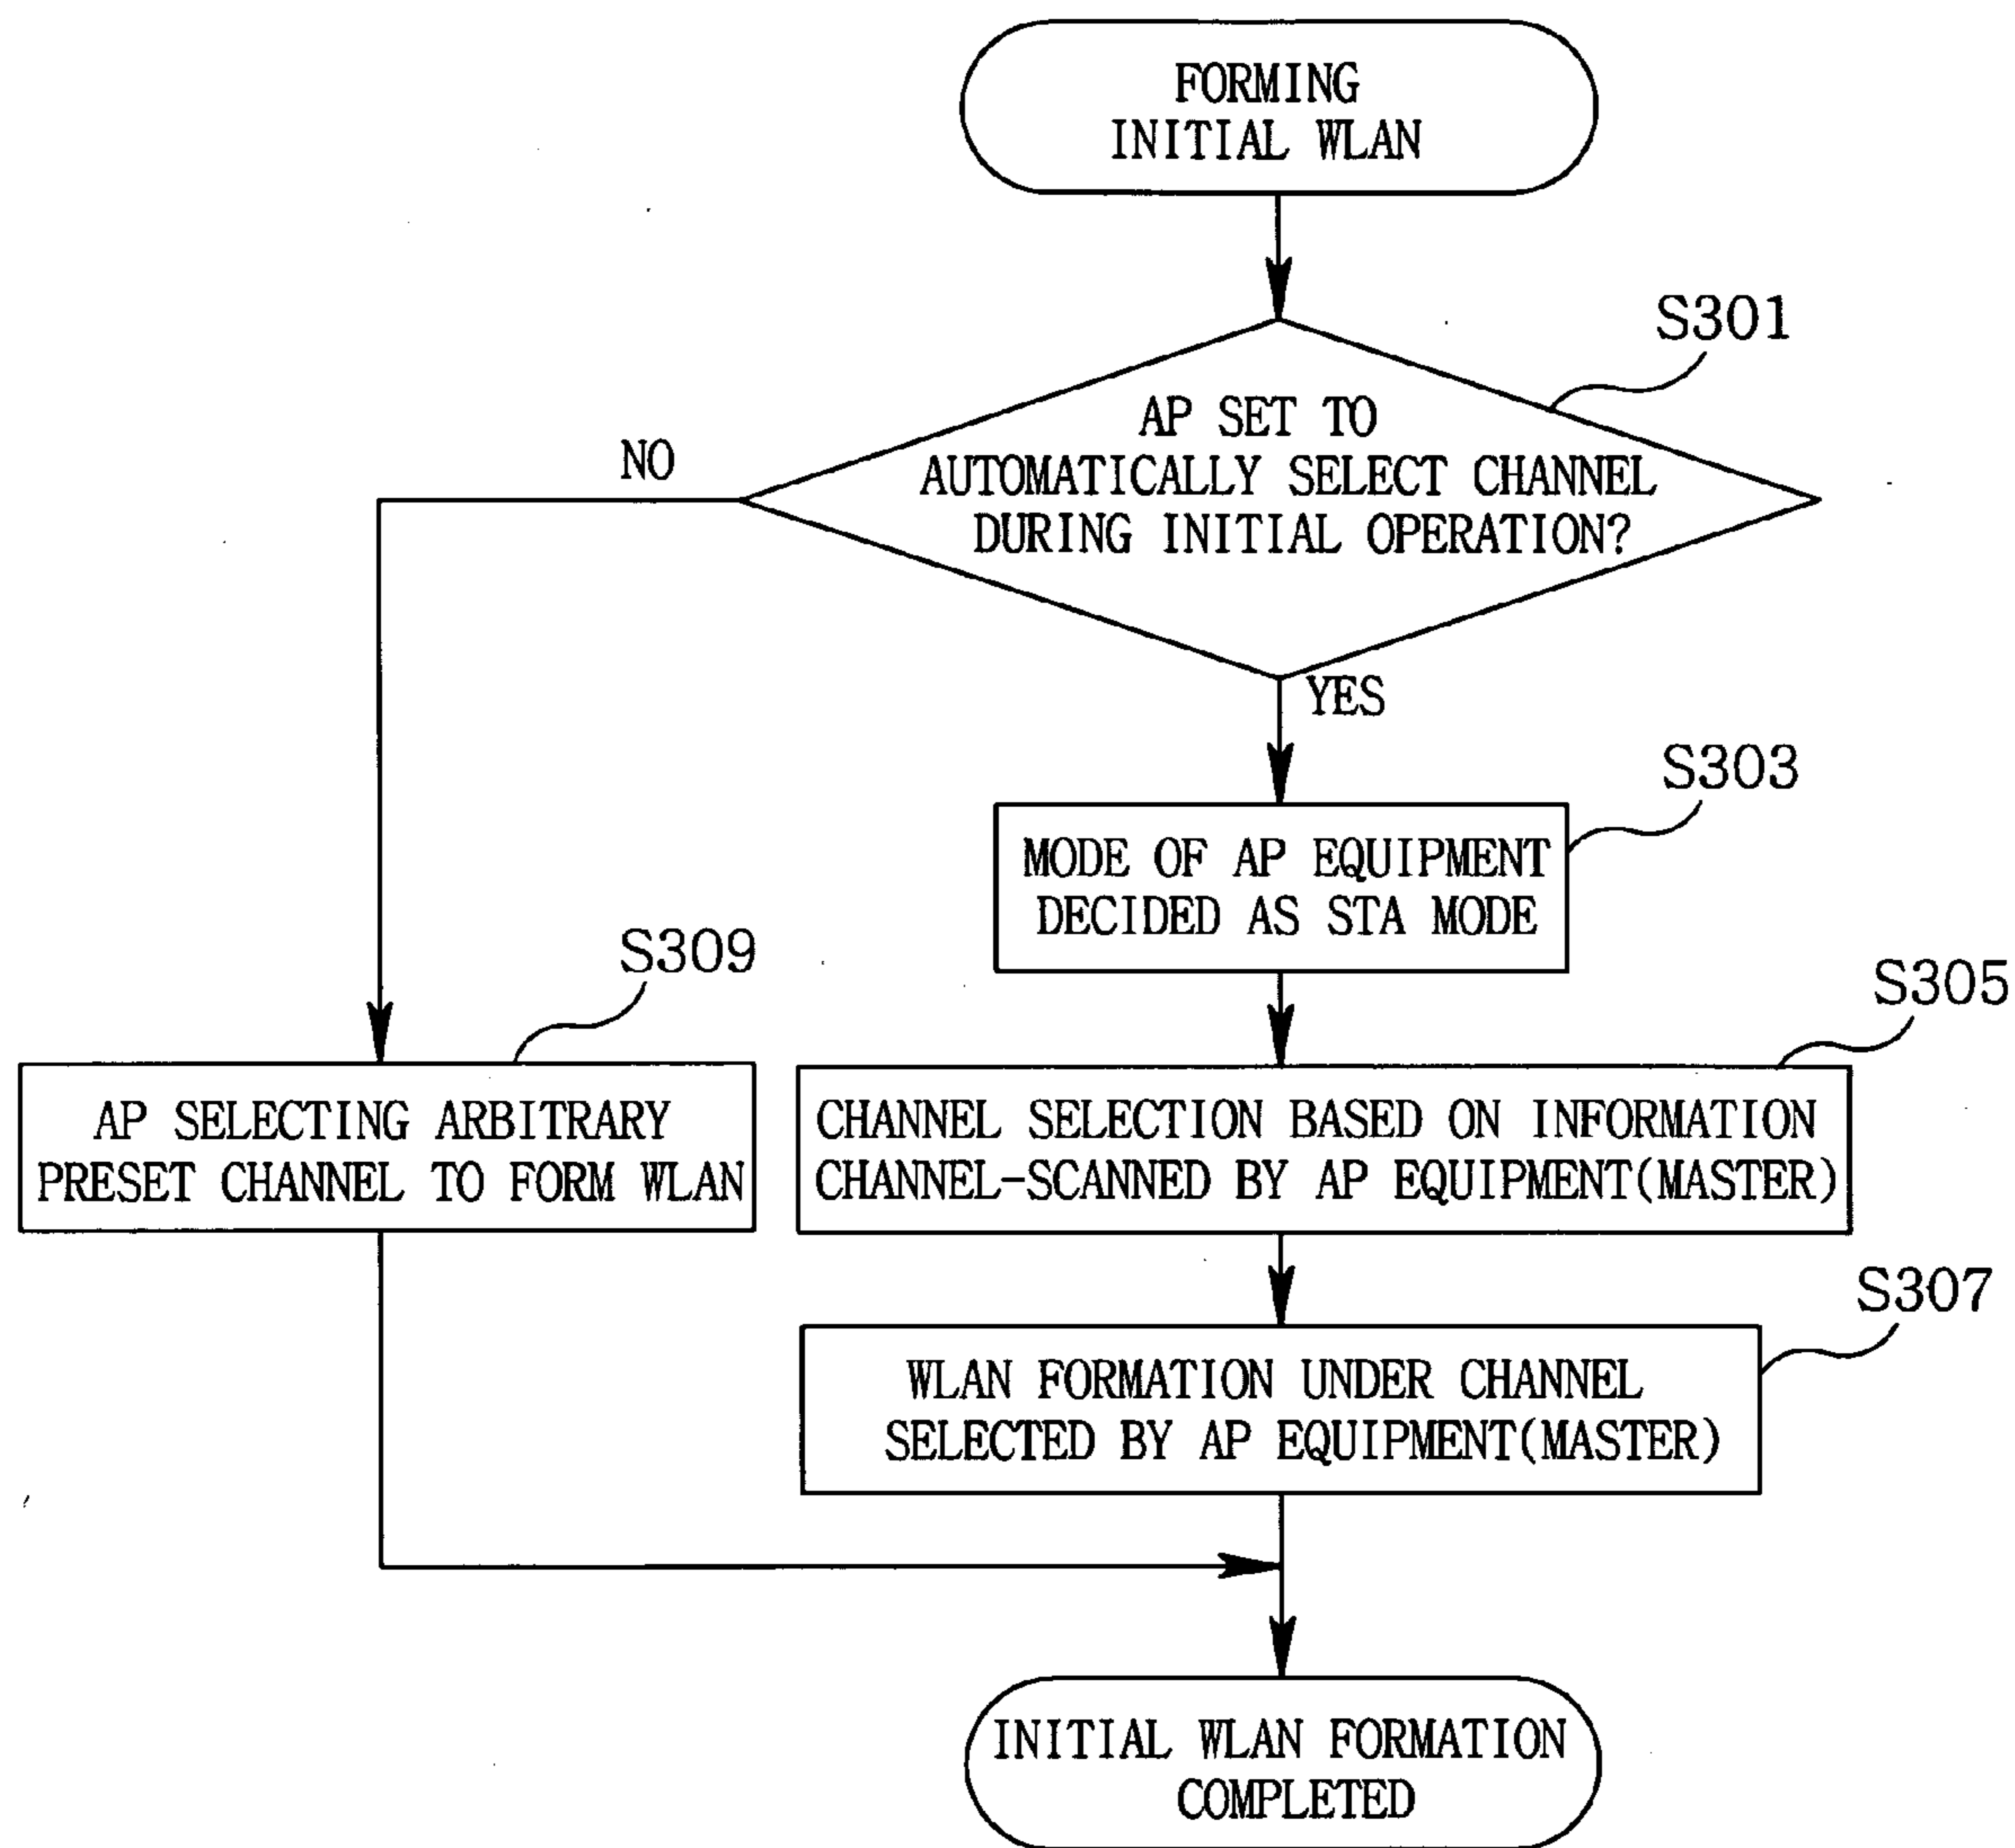 FORMING
INITIAL WLAN
S301
AP SET TO
AUTOMATICALLY SELECT CHANNEL
DURING INITIAL OPERATION?
NO
YES
S303
MODE OF AP EQUIPMENT
DECIDED AS STA MODE
S309
AP SELECTING ARBITRARY
PRESET CHANNEL TO FORM WLAN
S305
CHANNEL SELECTION BASED ON INFORMATION
CHANNEL-SCANNED BY AP EQUIPMENT(MASTER)
S307
WLAN FORMATION UNDER CHANNEL
SELECTED BY AP EQUIPMENT(MASTER)
INITIAL WLAN FORMATION
COMPLETED